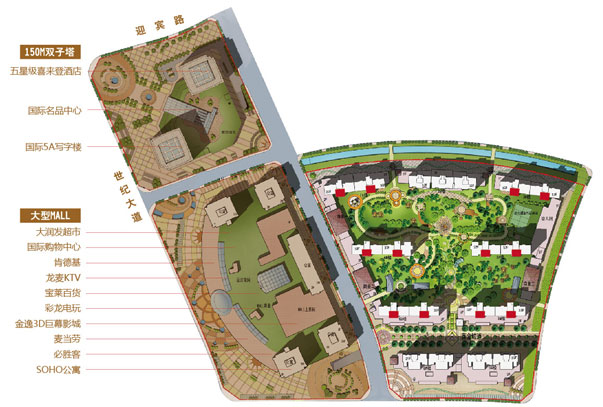 迎宾路
150M双子塔
五星级喜来登酒店
国际名品中心
国际5A写字楼
世纪大道
大型MALL
大润发超市
国际购物中心
肯德基
龙麦KTV
宝莱百货
彩龙电玩
金逸3D巨幕影城
麦当劳
必胜客
SOHO公寓